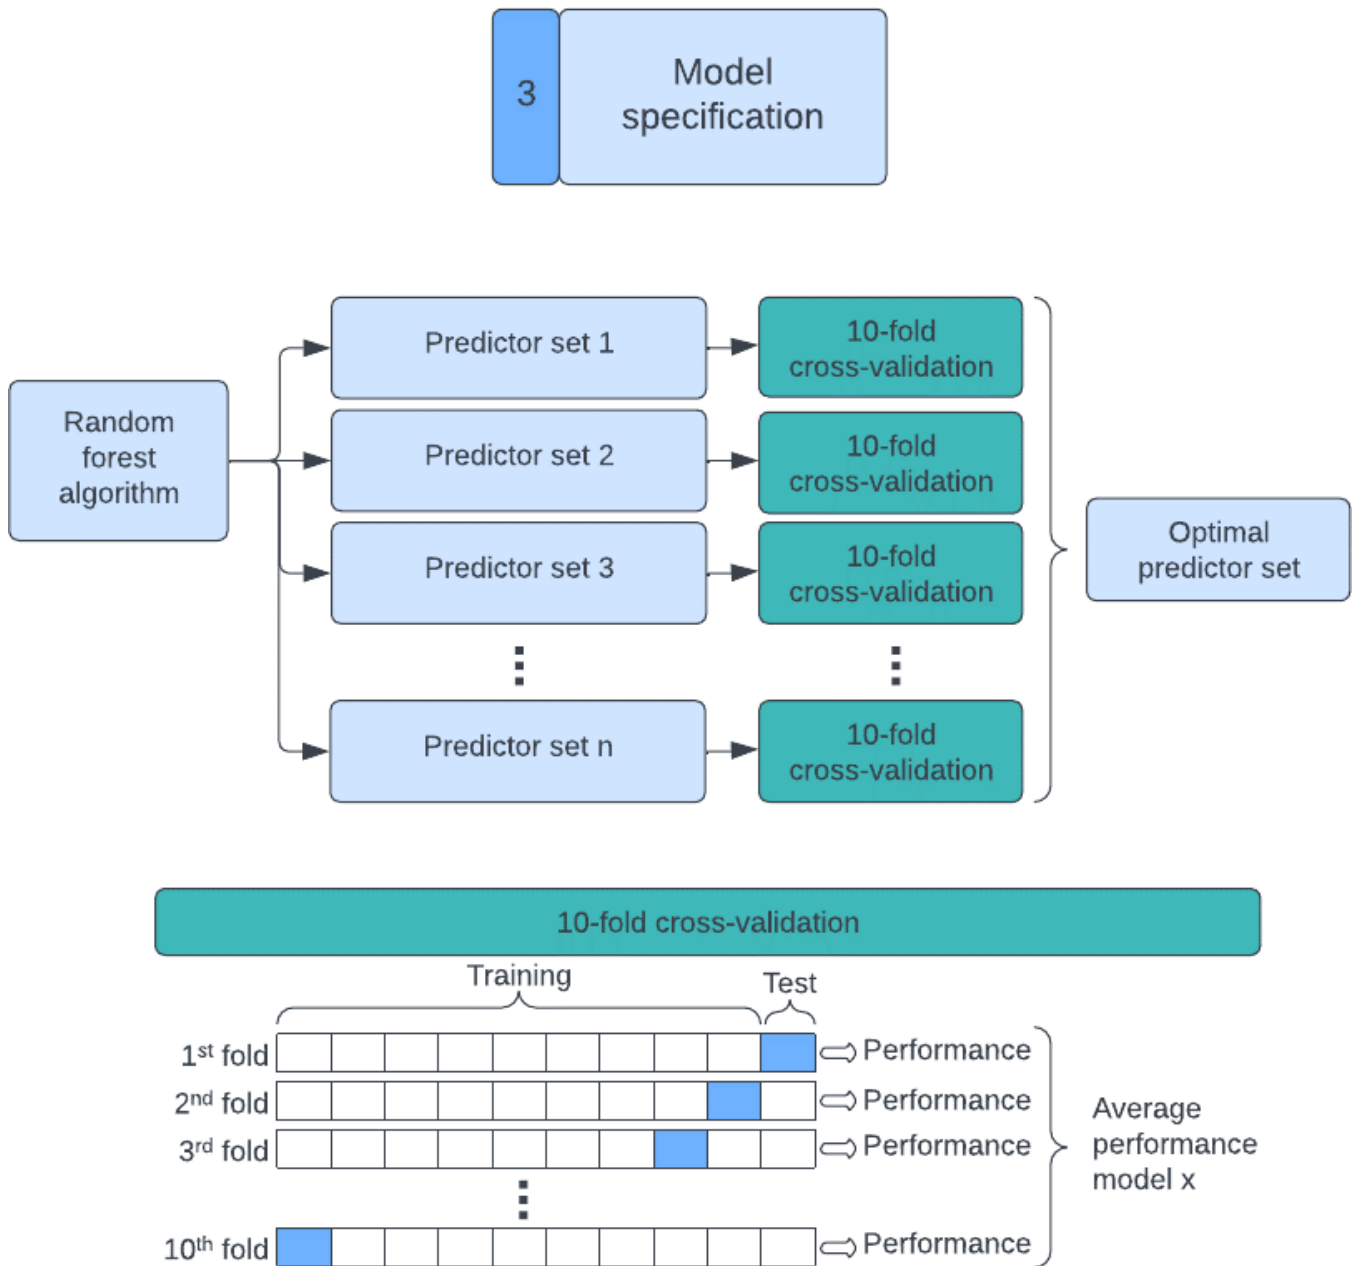 3
Model
specification
Random
forest
algorithm
Predictor set 1
10-fold
cross-validation
Predictor set 2
10-fold
cross-validation
Predictor set 3
10-fold
cross-validation
Predictor set n
10-fold
cross-validation
Optimal
predictor set
10-fold cross-validation
Training
Test
1st fold
Performance
2nd fold
Performance
3rd fold
Performance
10th fold
Performance
Average
performance
model x